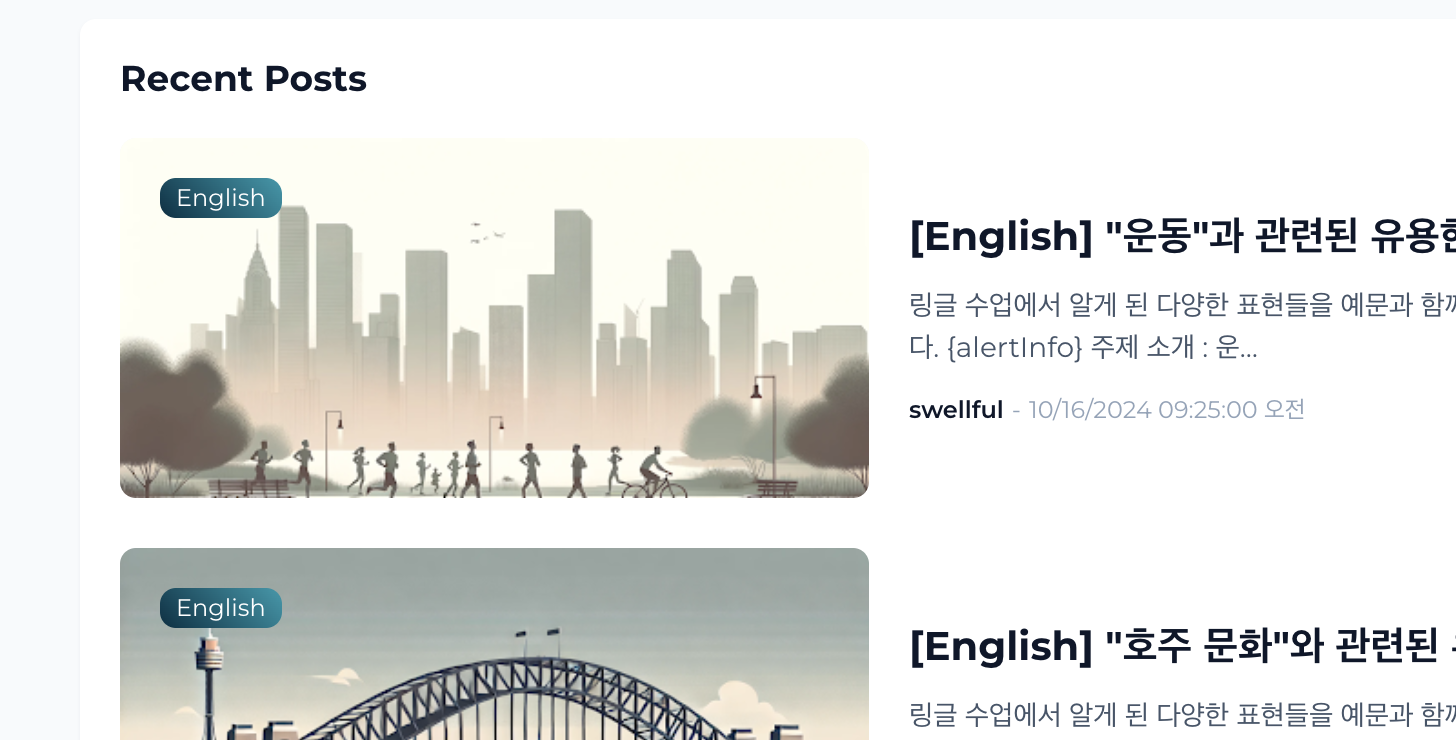 Recent Posts
English
[English] "운동"과 관련된 유용한
링글 수업에서 알게 된 다양한 표현들을 예문과 함께
다. {alertInfo} 주제 소개 : 운...
swellful - 10/16/2024 09:25:00 오전
English
[English] "호주 문화"와 관련된
링글 수업에서 알게 된 다양한 표현들을 예문과 함께